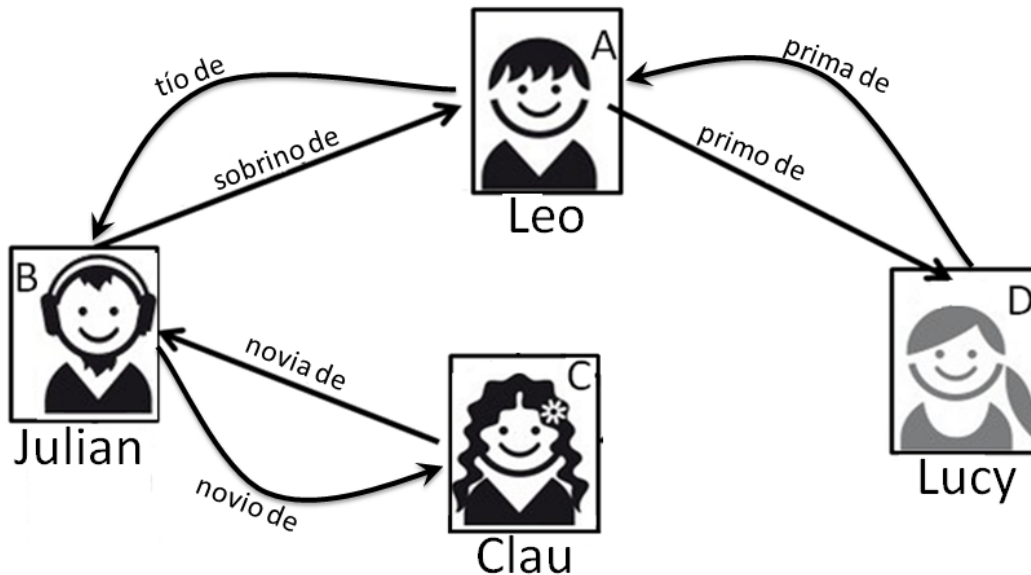 A
Leo
tío de
sobrino de
prima de
primo de
B
Julian
novia de
novio de
C
Clau
D
Lucy